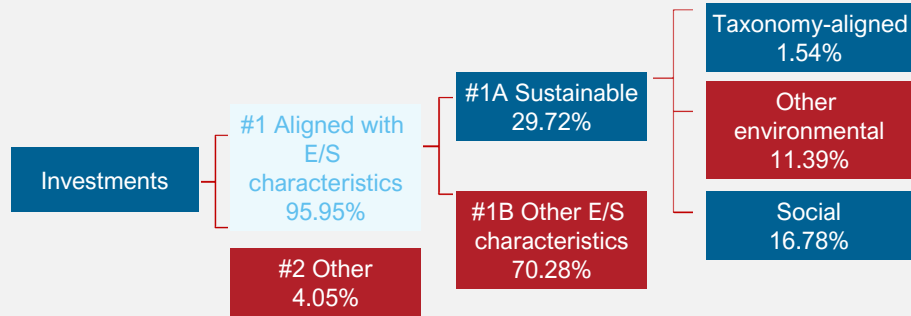 Investments
#1 Aligned with
E/S
characteristics
95.95%
#2 Other
4.05%
#1A Sustainable
29.72%
#1B Other E/S
characteristics
70.28%
Taxonomy-aligned
1.54%
Other
environmental
11.39%
Social
16.78%